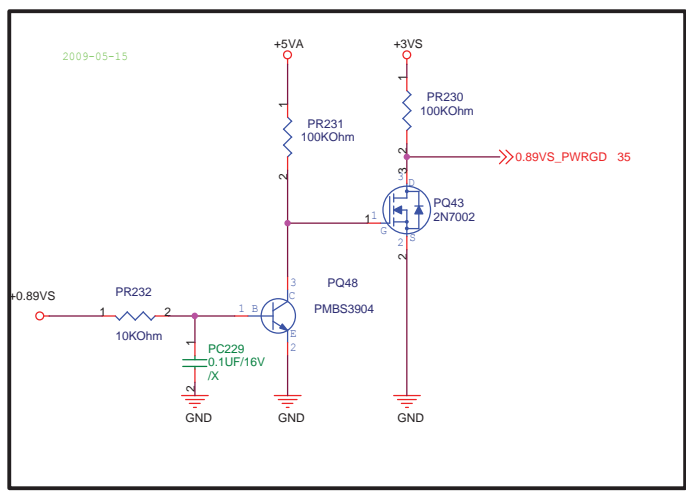 2009-05-15
+5VA
+3VS
1
1
PR231
100KOhm
PR230
100KOhm
2
2
0.89VS_PWRGD 35
3
3 D
PQ43
2N7002
1
1
G
2 S
2
+0.89VS
PR232
1
2
10KOhm
1 B
3
C
PQ48
PMBS3904
E
2
1
PC229
0.1UF/16V
/X
2
GND
GND
GND